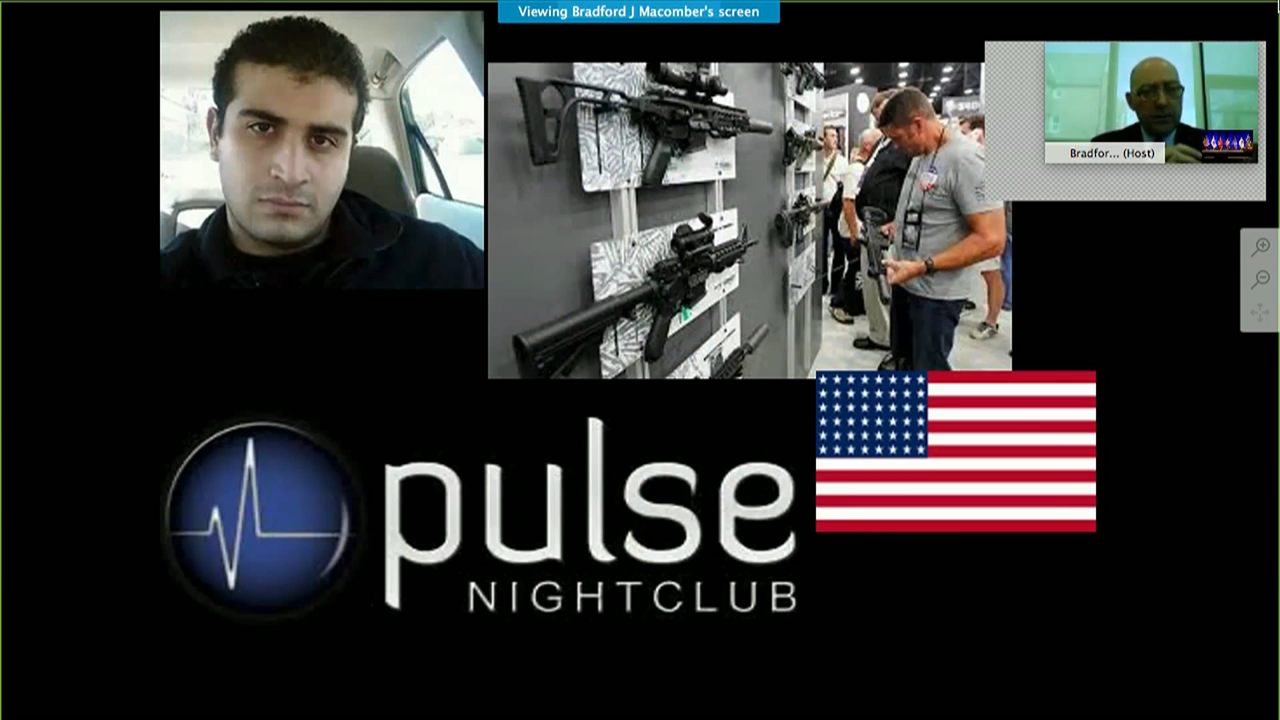 Viewing Bradford J Macomber's screen
Bradfor... (Host)
pulse
NIGHTCLUB